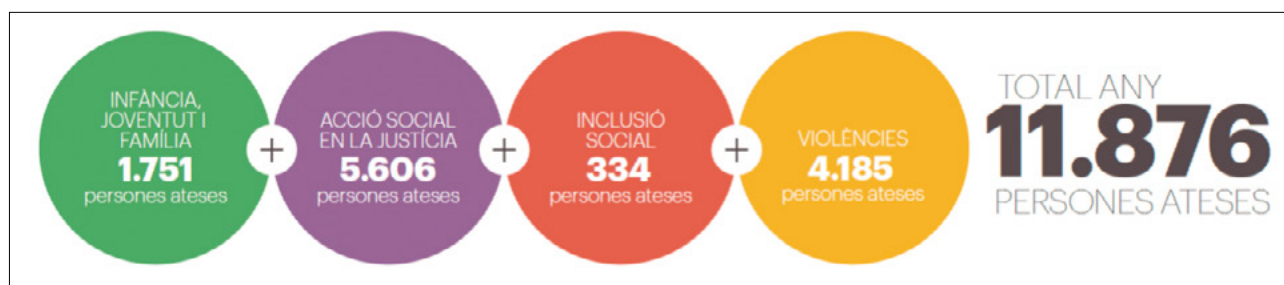 INFÀNCIA,
JOVENTUT I
FAMÍLIA
1.751
persones ateses
+
ACCIÓ SOCIAL
EN LA JUSTÍCIA
5.606
persones ateses
+
INCLUSIÓ
SOCIAL
334
persones ateses
+
VIOLÈNCIES
4.185
persones ateses
TOTAL ANY
11.876
PERSONES ATESES